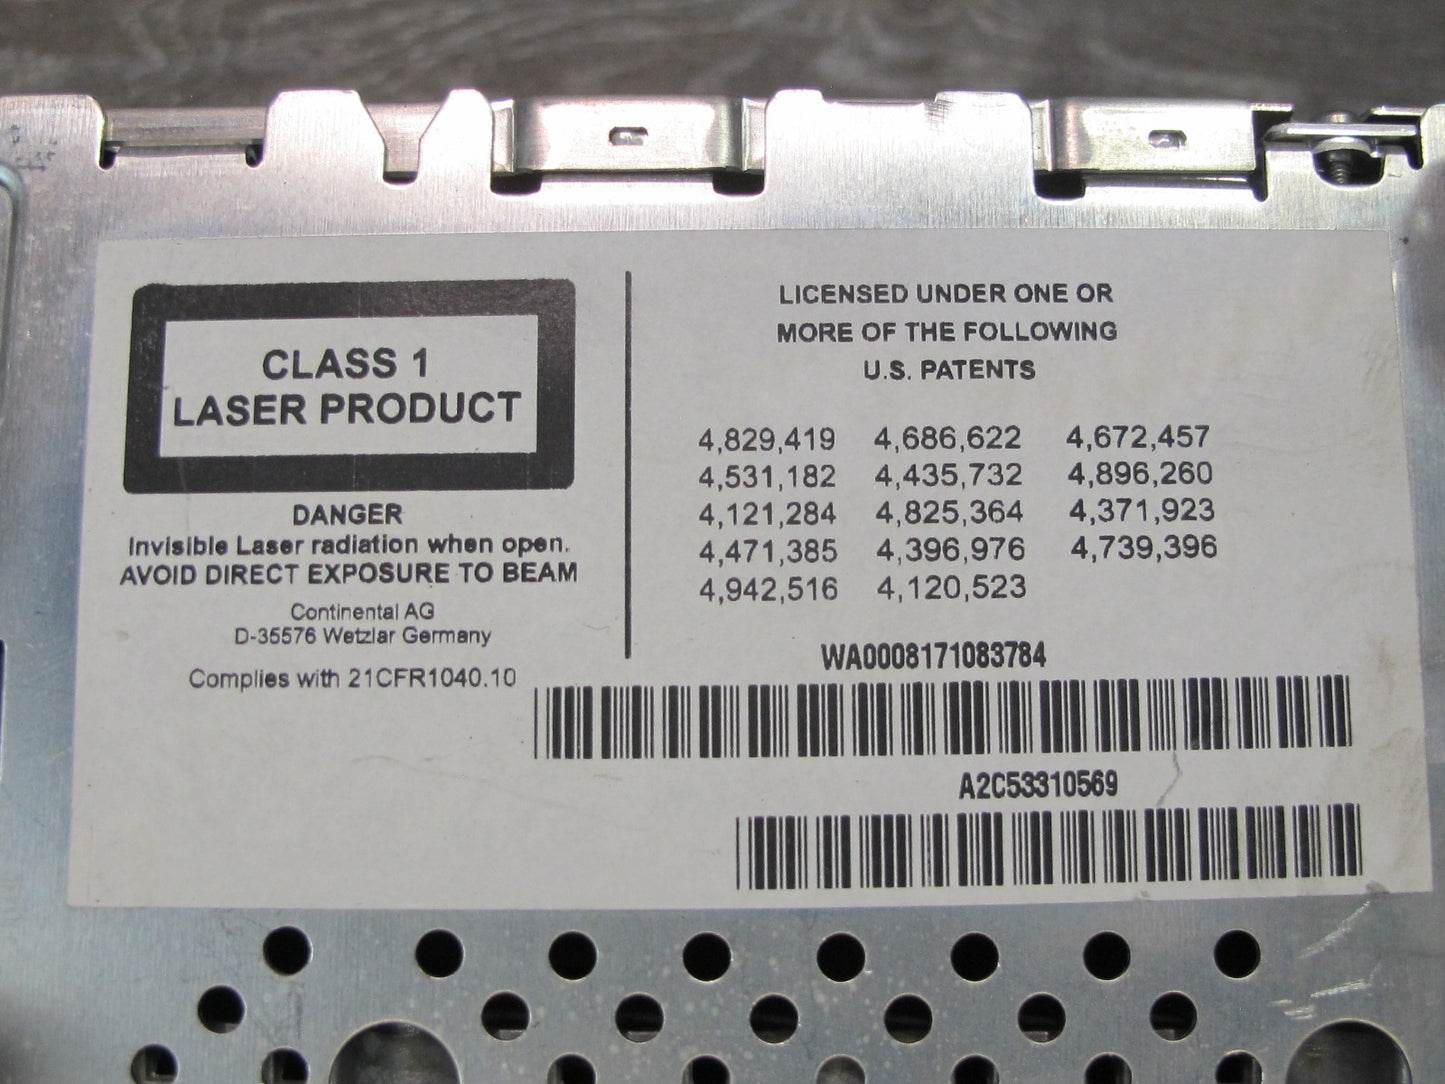 CLASS 1
LASER PRODUCT
DANGER
Invisible Laser radiation when open.
AVOID DIRECT EXPOSURE TO BEAM
Continental AG
D-35576 Wetzlar Germany
Complies with 21CFR1040.10
LICENSED UNDER ONE OR
MORE OF THE FOLLOWING
U.S. PATENTS
4,829,419 4,686,622 4,672,457
4,531,182 4,435,732 4,896,260
4,121,284 4,825,364 4,371,923
4,471,385 4,396,976 4,739,396
4,942,516 4,120,523
WA0008171083784
A2C53310569